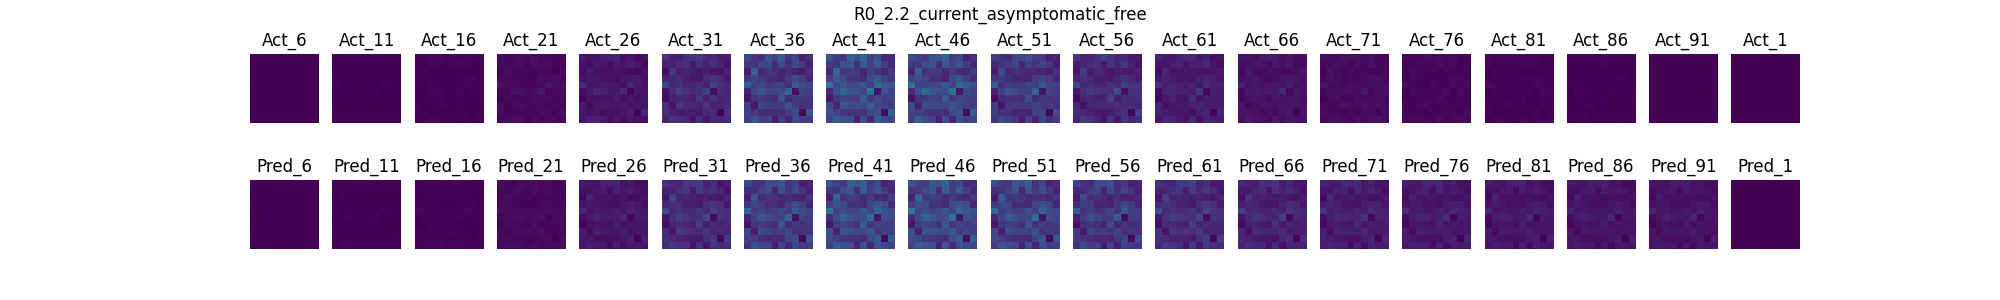 R0_2.2_current_asymptomatic_free
Act_6 Act_11 Act_16 Act_21 Act_26 Act_31 Act_36 Act_41 Act_46 Act_51 Act_56 Act_61 Act_66 Act_71 Act_76 Act_81 Act_86 Act_91 Act_1
Pred_6 Pred_11 Pred_16 Pred_21 Pred_26 Pred_31 Pred_36 Pred_41 Pred_46 Pred_51 Pred_56 Pred_61 Pred_66 Pred_71 Pred_76 Pred_81 Pred_86 Pred_91 Pred_1